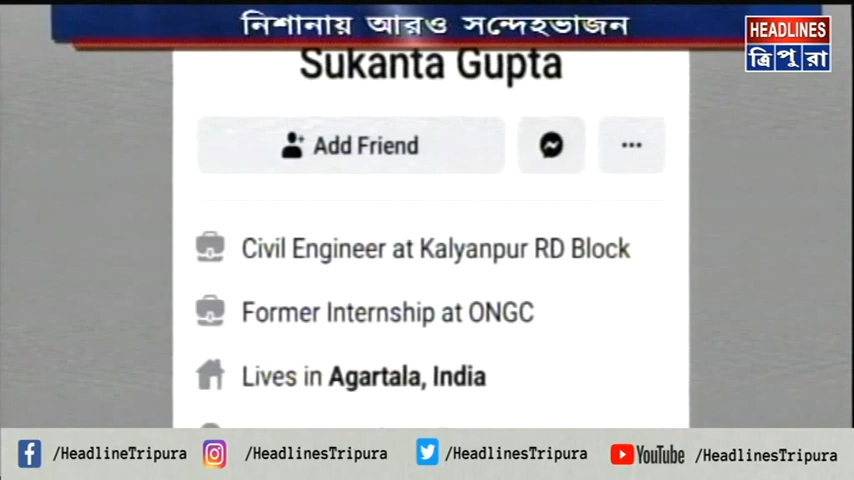 নিশানায় আরও সন্দেহভাজন
HEADLINES
ত্রিপুরা
Sukanta Gupta
Add Friend
Civil Engineer at Kalyanpur RD Block
Former Internship at ONGC
Lives in Agartala, India
/HeadlineTripura
/HeadlinesTripura
/HeadlinesTripura
YouTube /HeadlinesTripura